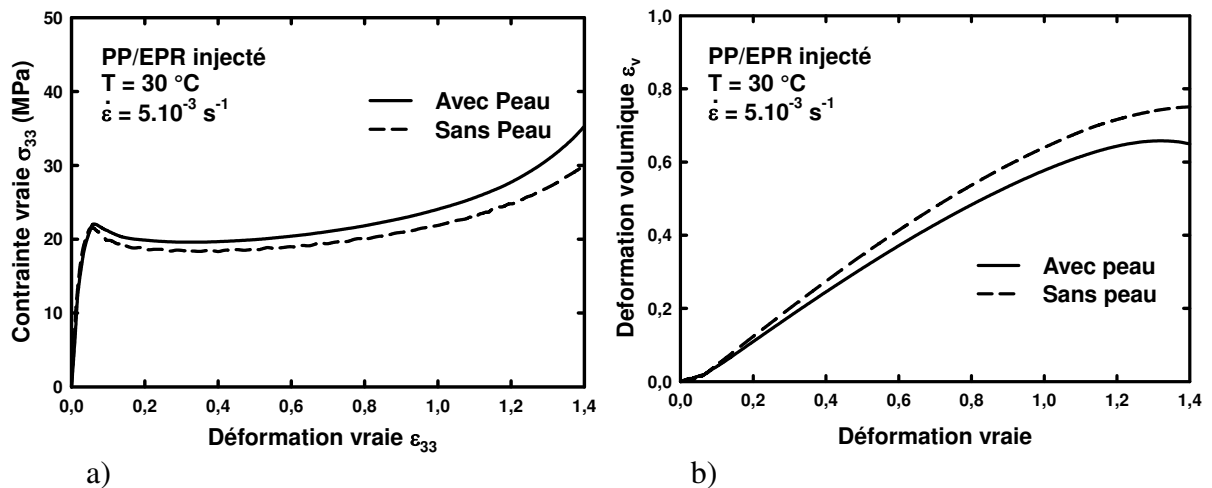 50
40
30
20
10
0
Contrainte vraie σ₃₃ (MPa)
PP/EPR injecté
T = 30 °C
ε̇ = 5.10⁻³ s⁻¹
Avec Peau
Sans Peau
0,0 0,2 0,4 0,6 0,8 1,0 1,2 1,4
Déformation vraie ε₃₃
a)
1,0
0,8
0,6
0,4
0,2
0,0
Deformation volumique εᵥ
PP/EPR injecté
T = 30 °C
ε̇ = 5.10⁻³ s⁻¹
Avec peau
Sans peau
0,0 0,2 0,4 0,6 0,8 1,0 1,2 1,4
Déformation vraie
b)